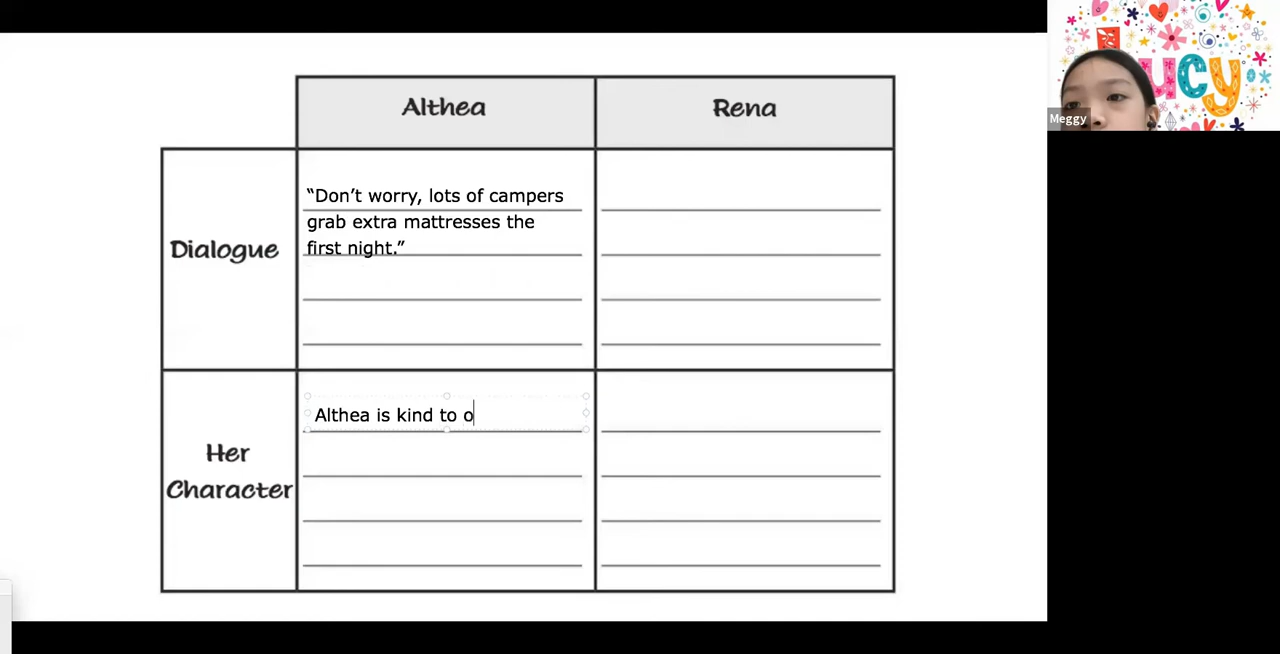 Althea
Rena
Dialogue
“Don’t worry, lots of campers
grab extra mattresses the
first night.”
Her
Character
Althea is kind to o
ucy
Meggy